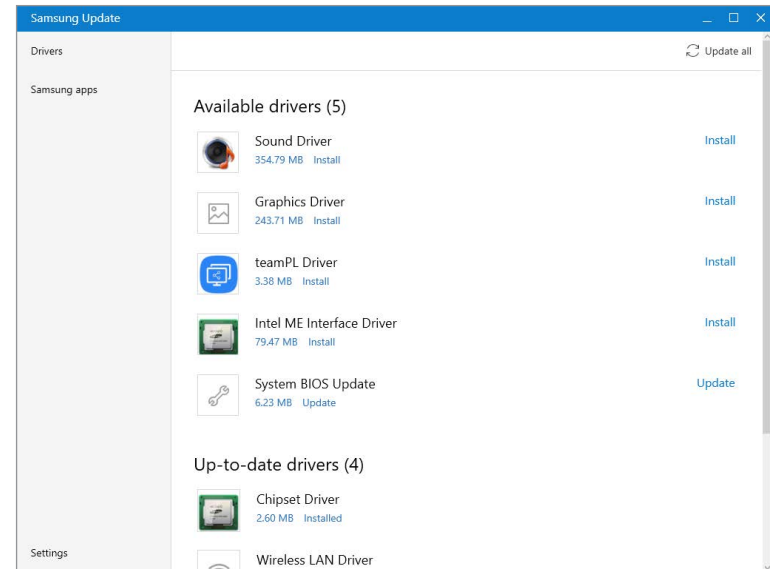 Samsung Update
Drivers
Update all
Samsung apps
Available drivers (5)
Sound Driver
Install
354.79 MB Install
Graphics Driver
Install
243.71 MB Install
teamPL Driver
Install
3.38 MB Install
Intel ME Interface Driver
Install
79.47 MB Install
System BIOS Update
Update
6.23 MB Update
Up-to-date drivers (4)
Chipset Driver
2.60 MB Installed
Settings
Wireless LAN Driver